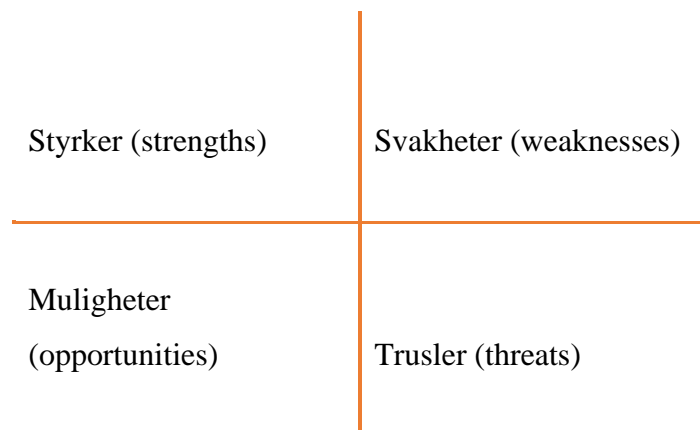 Styrker (strengths)
Svakheter (weaknesses)
Muligheter
(opportunities)
Trusler (threats)